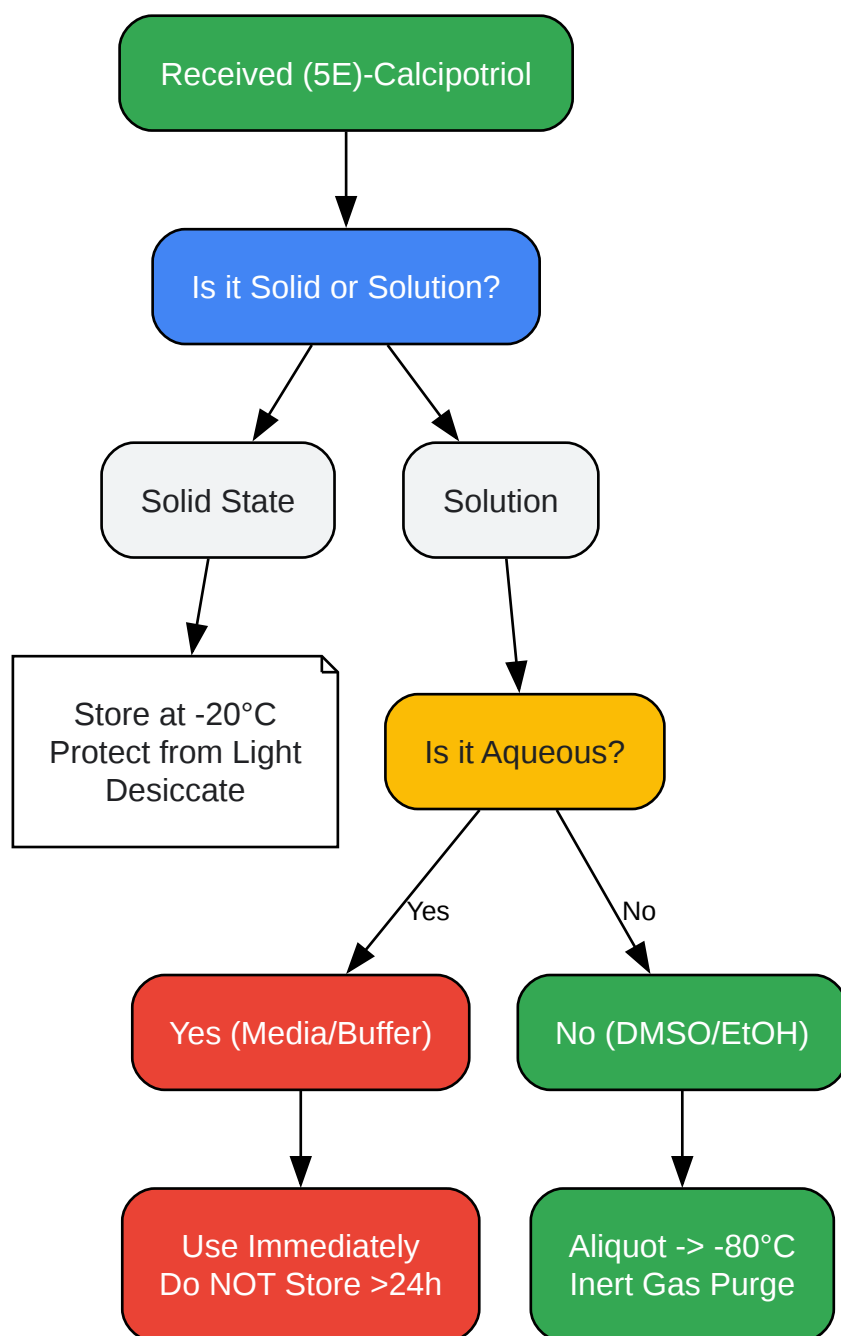 Received (5E)-Calcipotriol
Is it Solid or Solution?
Solid State
Solution
Store at -20°C
Protect from Light
Desiccate
Is it Aqueous?
Yes
No
Yes (Media/Buffer)
No (DMSO/EtOH)
Use Immediately
Do NOT Store >24h
Aliquot -> -80°C
Inert Gas Purge